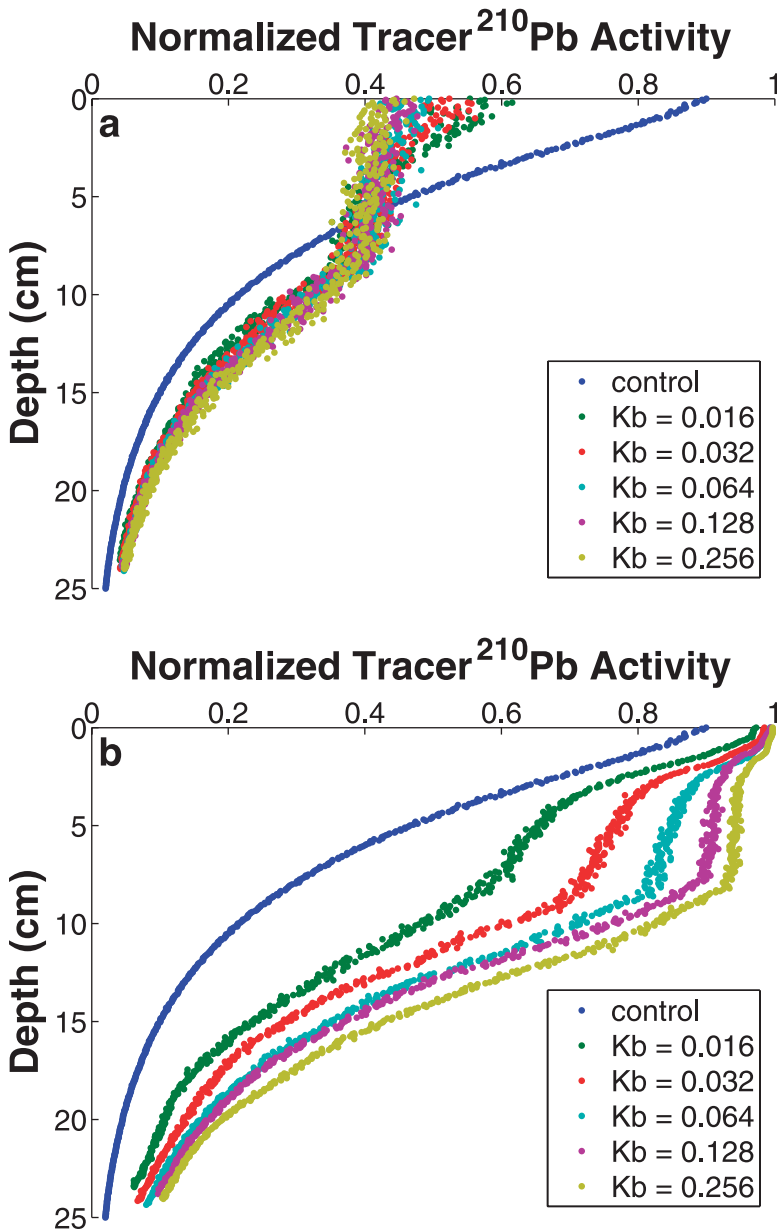 Normalized Tracer 210Pb Activity
0 0.2 0.4 0.6 0.8 1
0
a
5
10
15
20
25
Depth (cm)
control
Kb = 0.016
Kb = 0.032
Kb = 0.064
Kb = 0.128
Kb = 0.256
Normalized Tracer 210Pb Activity
0 0.2 0.4 0.6 0.8 1
0
b
5
10
15
20
25
Depth (cm)
control
Kb = 0.016
Kb = 0.032
Kb = 0.064
Kb = 0.128
Kb = 0.256